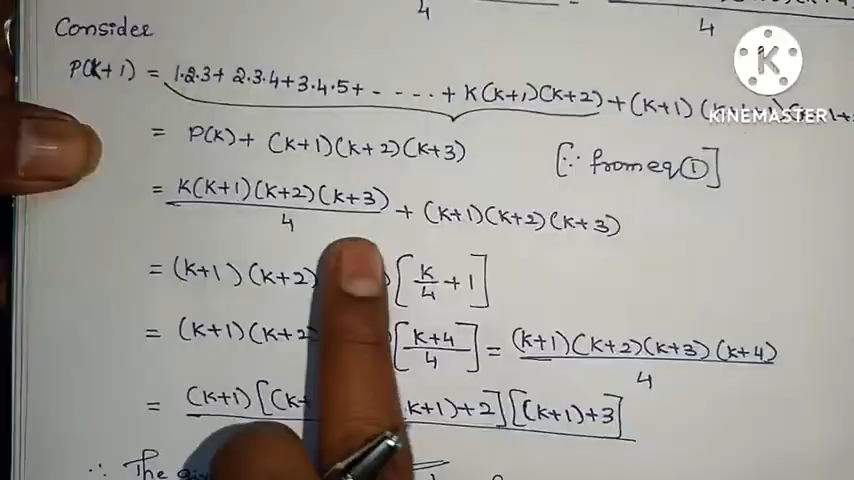 4
4
Consider
P(K+1) = 1·2·3+ 2·3·4+3·4·5+ - - - - + K(K+1)(K+2)+(K+1)
K
KINEMASTER
= P(K)+ (K+1)(K+2)(K+3) [∵ from eq ①]
= K(K+1)(K+2)(K+3)/4 + (K+1)(K+2)(K+3)
= (K+1)(K+2) [K/4 +1]
= (K+1)(K+2 [K+4/4] = (K+1)(K+2)(K+3)(K+4)/4
= (K+1)[(K+ K+1)+2][(K+1)+3]
∴ The